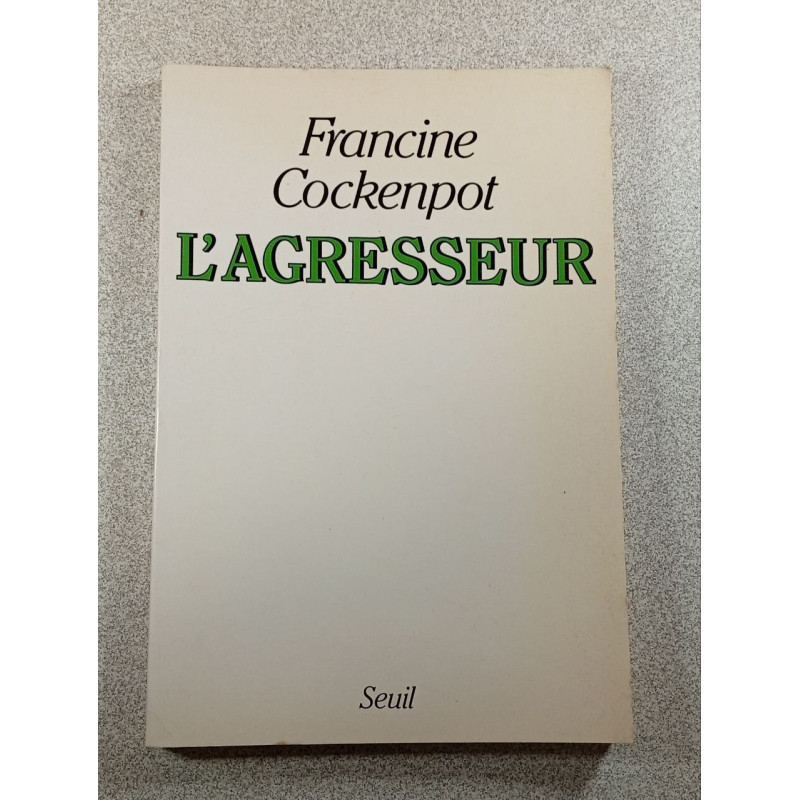 Francine
Cockenpot
L'AGRESSEUR
Seuil